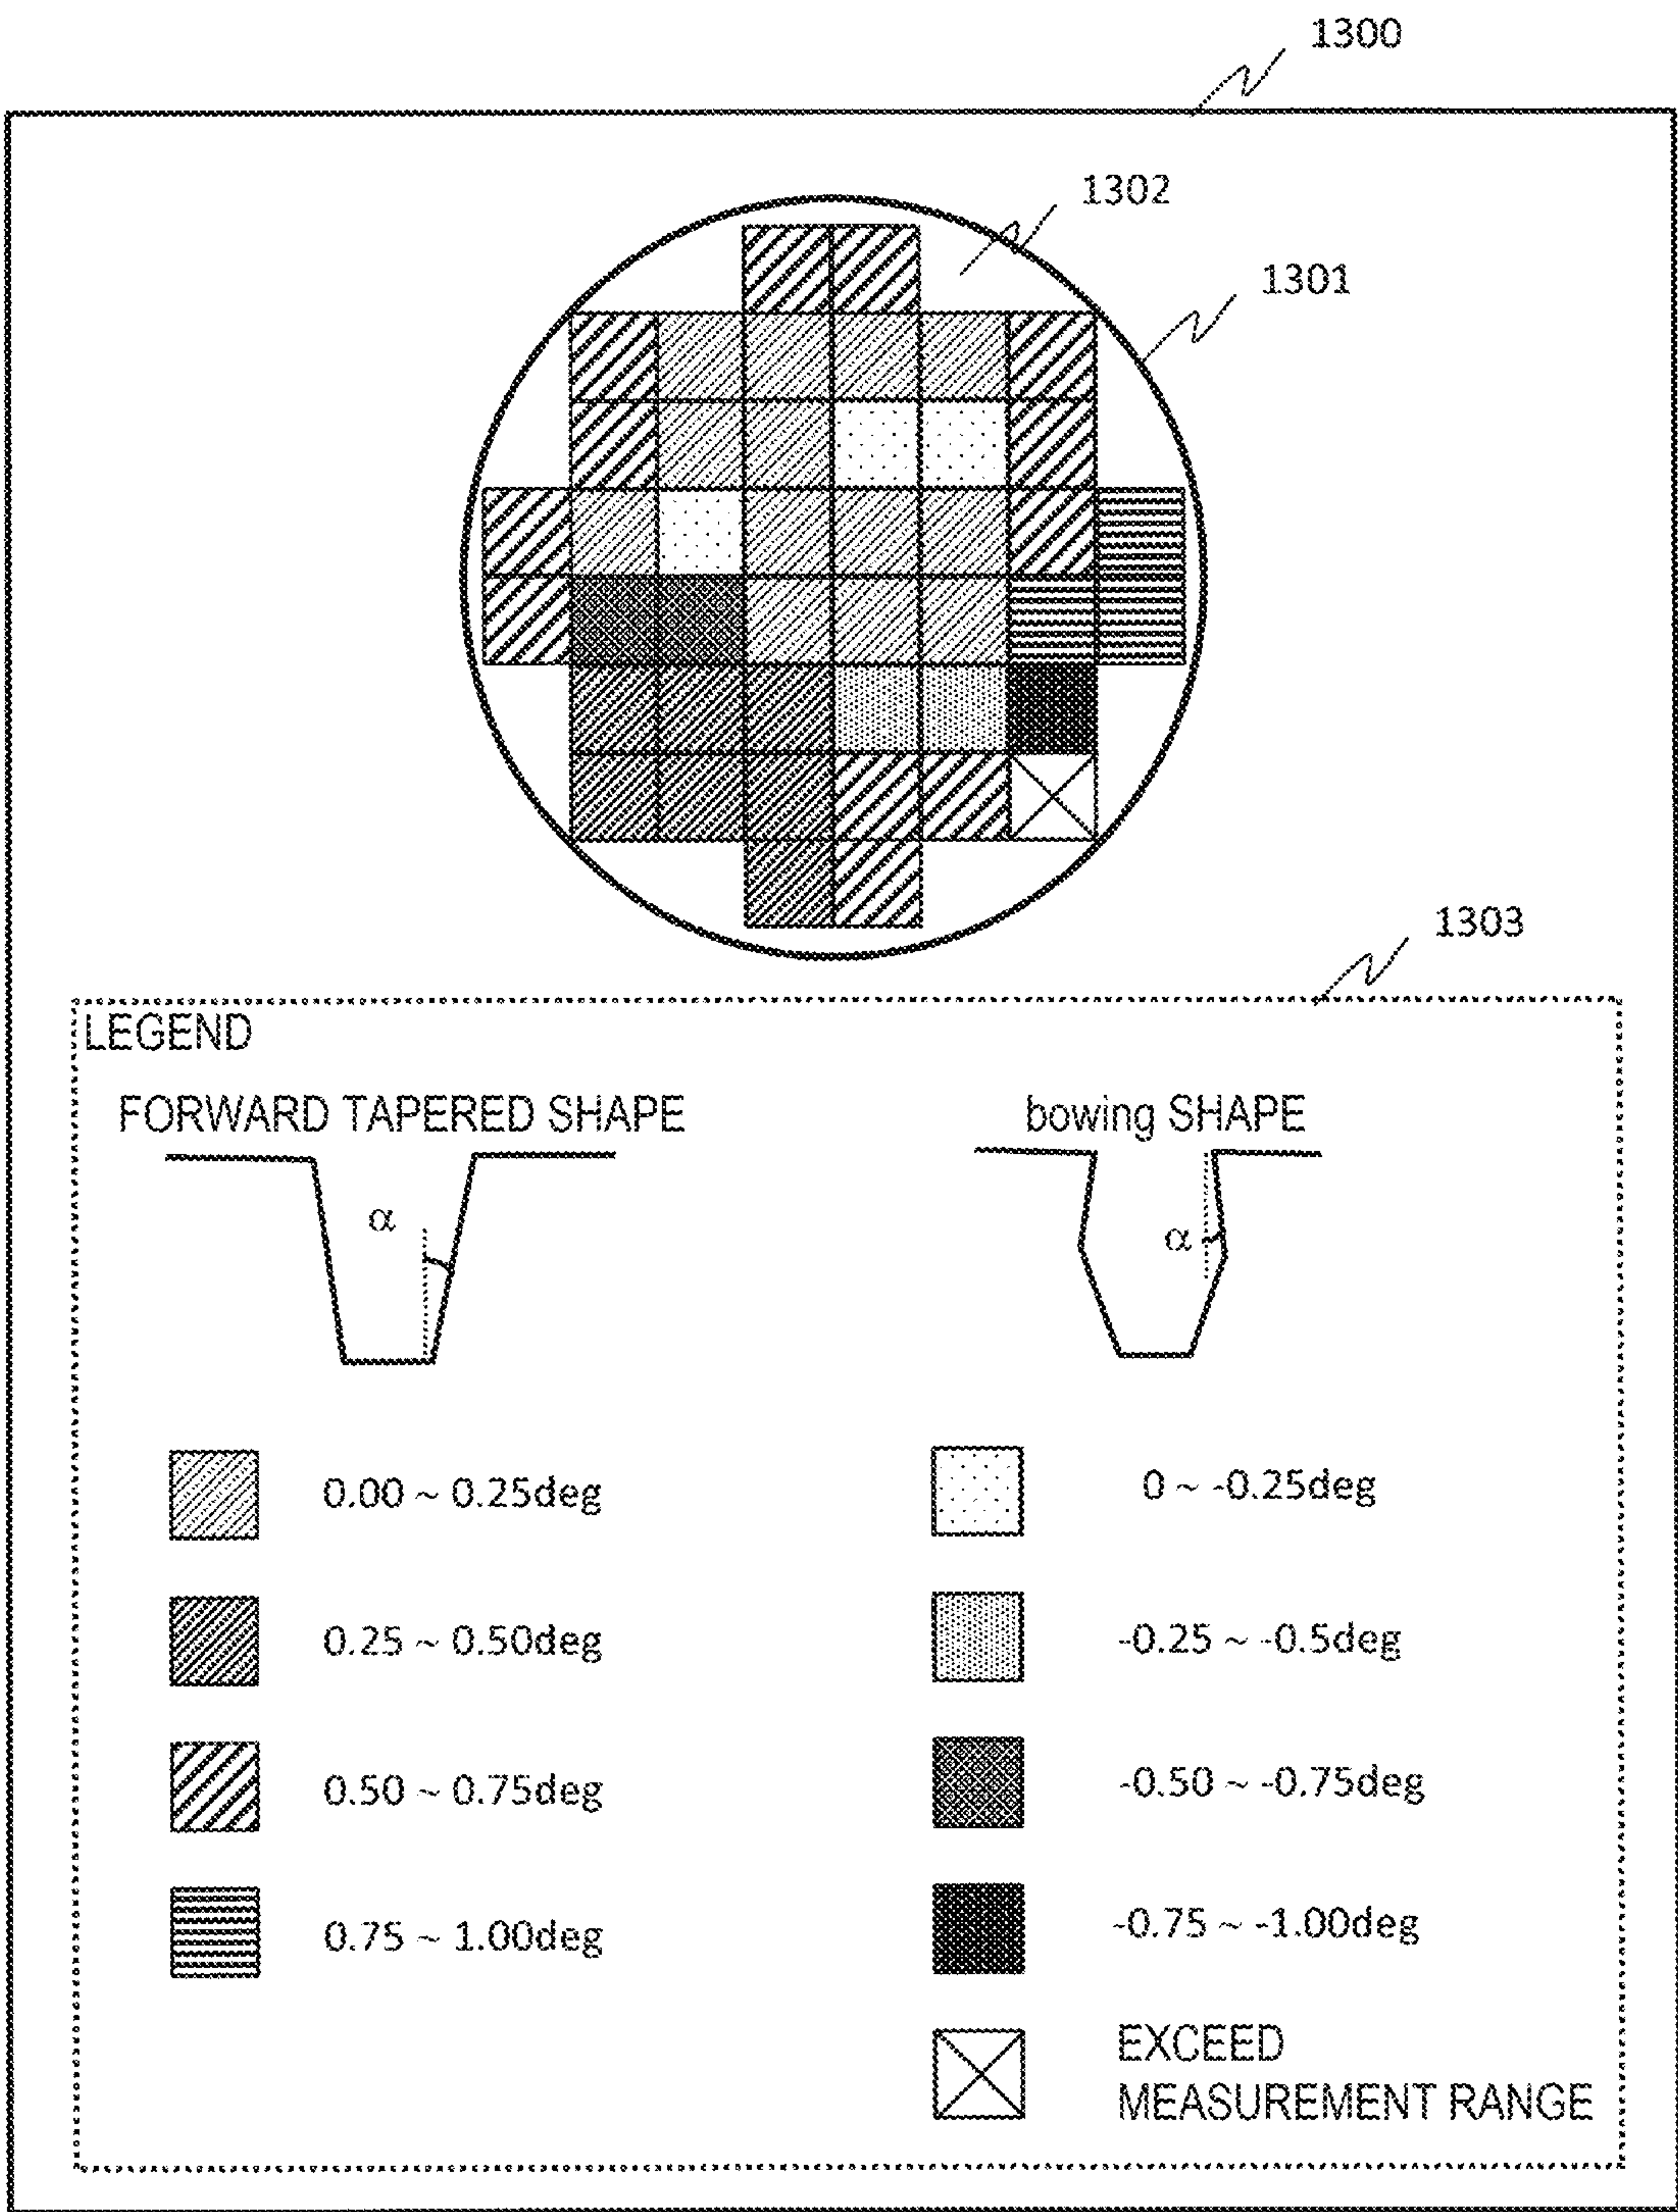 1300
1302
1301
1303
LEGEND
FORWARD TAPERED SHAPE
bowing SHAPE
α
α
0.00 ~ 0.25deg
0 ~ -0.25deg
0.25 ~ 0.50deg
-0.25 ~ -0.5deg
0.50 ~ 0.75deg
-0.50 ~ -0.75deg
0.75 ~ 1.00deg
-0.75 ~ -1.00deg
EXCEED
MEASUREMENT RANGE